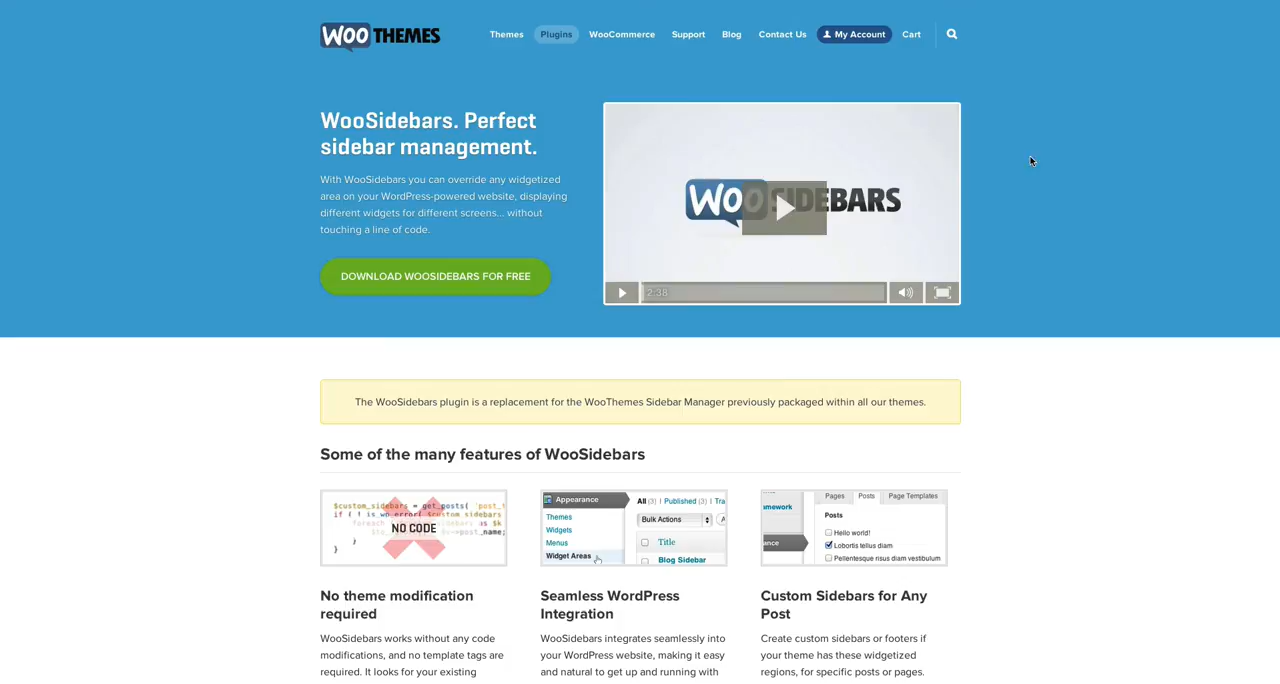 WOO THEMES
Themes
Plugins
WooCommerce
Support
Blog
Contact Us
My Account
Cart
WooSidebars. Perfect
sidebar management.
With WooSidebars you can override any widgetized
area on your WordPress-powered website, displaying
different widgets for different screens... without
touching a line of code.
DOWNLOAD WOOSIDEBARS FOR FREE
WOO SIDEBARS
2:38
The WooSidebars plugin is a replacement for the WooThemes Sidebar Manager previously packaged within all our themes.
Some of the many features of WooSidebars
$custom_sidebars = get_posts( 'post_t
NO CODE
Appearance
Themes
Widgets
Menus
Widget Areas
All (3) | Published (3) | Tra
Bulk Actions
Title
Blog Sidebar
Pages
Posts
Page Templates
Posts
Hello world!
Lobortis tellus diam
Pellentesque risus diam vestibulum
No theme modification
required
WooSidebars works without any code
modifications, and no template tags are
required. It looks for your existing
Seamless WordPress
Integration
WooSidebars integrates seamlessly into
your WordPress website, making it easy
and natural to get up and running with
Custom Sidebars for Any
Post
Create custom sidebars or footers if
your theme has these widgetized
regions, for specific posts or pages.